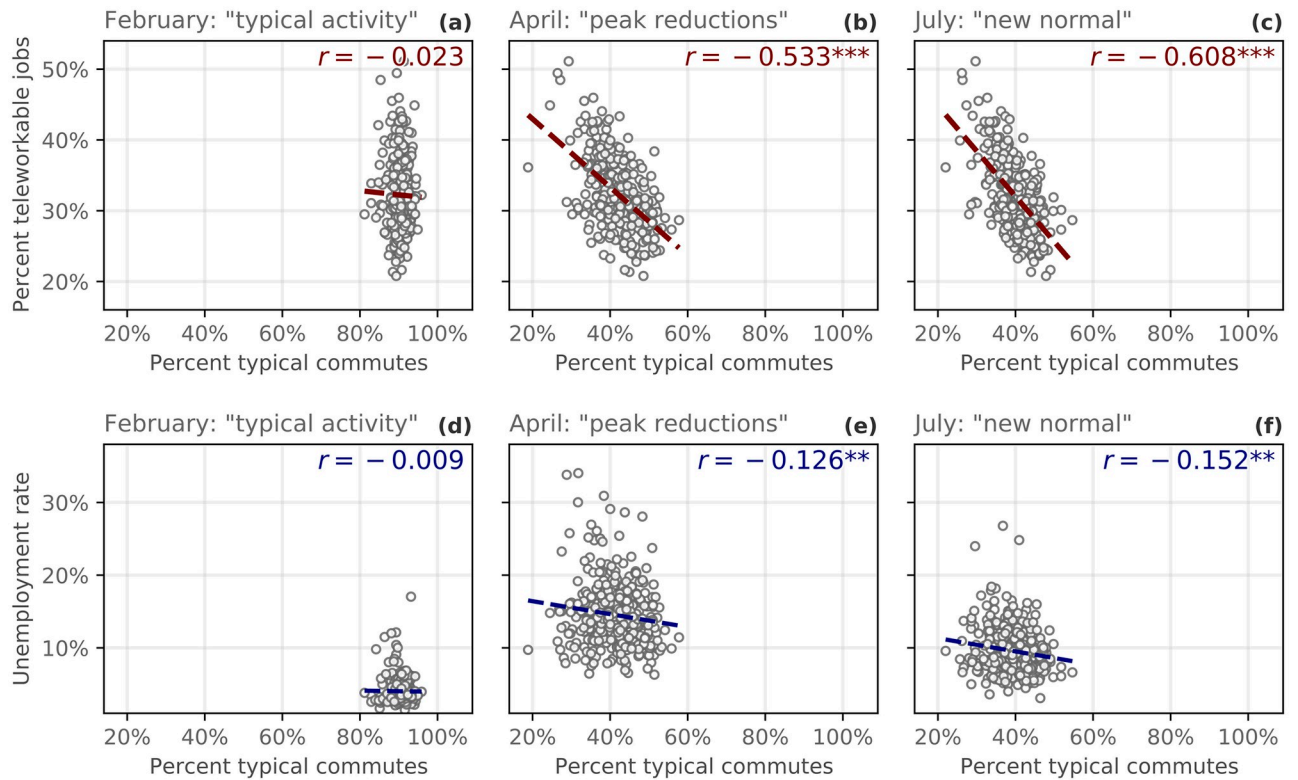 February: "typical activity" (a)
April: "peak reductions" (b)
July: "new normal" (c)
r = −0.023
r = −0.533***
r = −0.608***
Percent teleworkable jobs
50%
40%
30%
20%
20% 40% 60% 80% 100%
20% 40% 60% 80% 100%
20% 40% 60% 80% 100%
Percent typical commutes
Percent typical commutes
Percent typical commutes
February: "typical activity" (d)
April: "peak reductions" (e)
July: "new normal" (f)
r = −0.009
r = −0.126**
r = −0.152**
Unemployment rate
30%
20%
10%
20% 40% 60% 80% 100%
20% 40% 60% 80% 100%
20% 40% 60% 80% 100%
Percent typical commutes
Percent typical commutes
Percent typical commutes